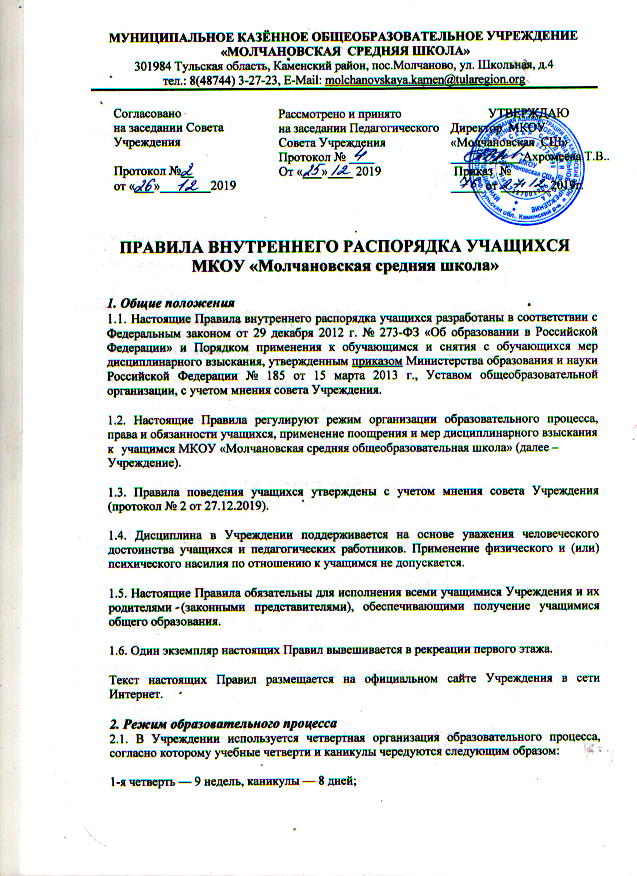 МУНИЦИПАЛЬНОЕ КАЗЁННОЕ ОБЩЕОБРАЗОВАТЕЛЬНОЕ УЧРЕЖДЕНИЕ
«МОЛЧАНОВСКАЯ СРЕДНЯЯ ШКОЛА»
301984 Тульская область, Каменский район, пос.Молчаново, ул. Школьная, д.4
тел.: 8(48744) 3-27-23, E-Mail: molchanovskaya.kamen@tularegion.org
Согласовано Рассмотрено и принято УТВЕРЖДАЮ
на заседании Совета на заседании Педагогического Директор МКОУ
Учреждения Совета Учреждения «Молчановская СШ»
Протокол № 4 Ахромеева Т.В..
Протокол № 2 От «25» 12 2019 Приказ №
от «26» 12 2019 76 от 27.12.2019г.
ПРАВИЛА ВНУТРЕННЕГО РАСПОРЯДКА УЧАЩИХСЯ
МКОУ «Молчановская средняя школа»
1. Общие положения
1.1. Настоящие Правила внутреннего распорядка учащихся разработаны в соответствии с
Федеральным законом от 29 декабря 2012 г. № 273-ФЗ «Об образовании в Российской
Федерации» и Порядком применения к обучающимся и снятия с обучающихся мер
дисциплинарного взыскания, утвержденным приказом Министерства образования и науки
Российской Федерации № 185 от 15 марта 2013 г., Уставом общеобразовательной
организации, с учетом мнения совета Учреждения.
1.2. Настоящие Правила регулируют режим организации образовательного процесса,
права и обязанности учащихся, применение поощрения и мер дисциплинарного взыскания
к учащимся МКОУ «Молчановская средняя общеобразовательная школа» (далее –
Учреждение).
1.3. Правила поведения учащихся утверждены с учетом мнения совета Учреждения
(протокол № 2 от 27.12.2019).
1.4. Дисциплина в Учреждении поддерживается на основе уважения человеческого
достоинства учащихся и педагогических работников. Применение физического и (или)
психического насилия по отношению к учащимся не допускается.
1.5. Настоящие Правила обязательны для исполнения всеми учащимися Учреждения и их
родителями (законными представителями), обеспечивающими получение учащимися
общего образования.
1.6. Один экземпляр настоящих Правил вывешивается в рекреации первого этажа.
Текст настоящих Правил размещается на официальном сайте Учреждения в сети
Интернет.
2. Режим образовательного процесса
2.1. В Учреждении используется четвертная организация образовательного процесса,
согласно которому учебные четверти и каникулы чередуются следующим образом:
1-я четверть — 9 недель, каникулы — 8 дней;